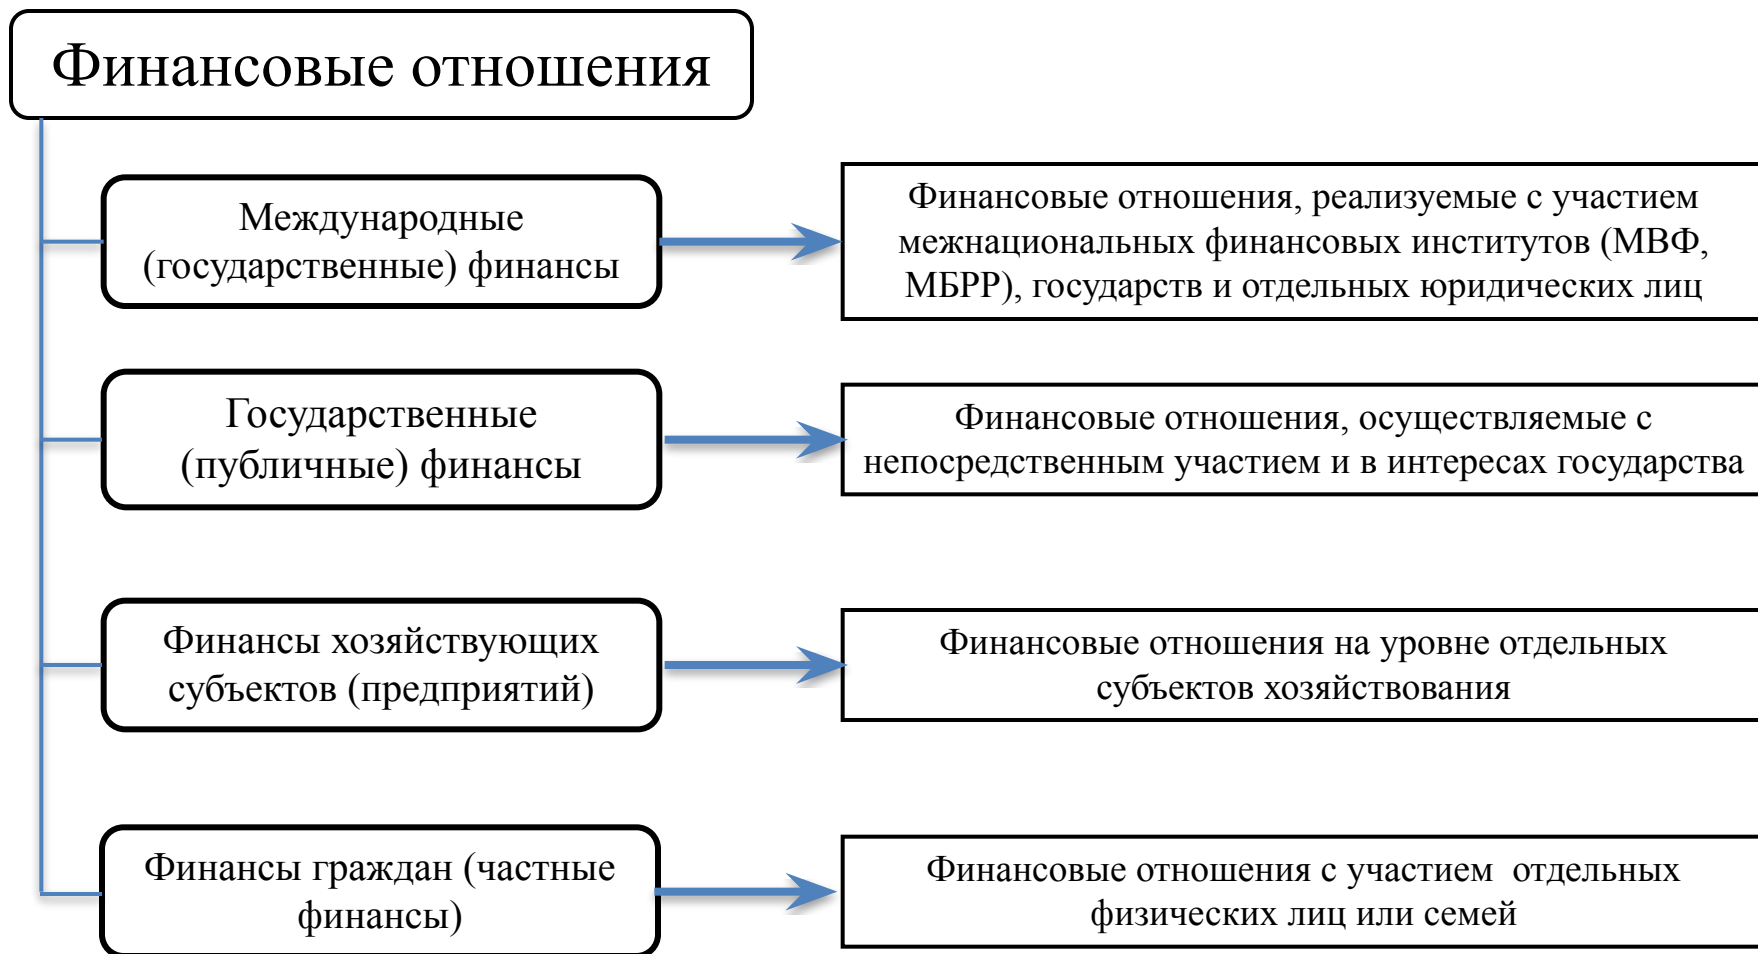 Финансовые отношения
Международные
(государственные) финансы
Финансовые отношения, реализуемые с участием
межнациональных финансовых институтов (МВФ,
МБРР), государств и отдельных юридических лиц
Государственные
(публичные) финансы
Финансовые отношения, осуществляемые с
непосредственным участием и в интересах государства
Финансы хозяйствующих
субъектов (предприятий)
Финансовые отношения на уровне отдельных
субъектов хозяйствования
Финансы граждан (частные
финансы)
Финансовые отношения с участием отдельных
физических лиц или семей